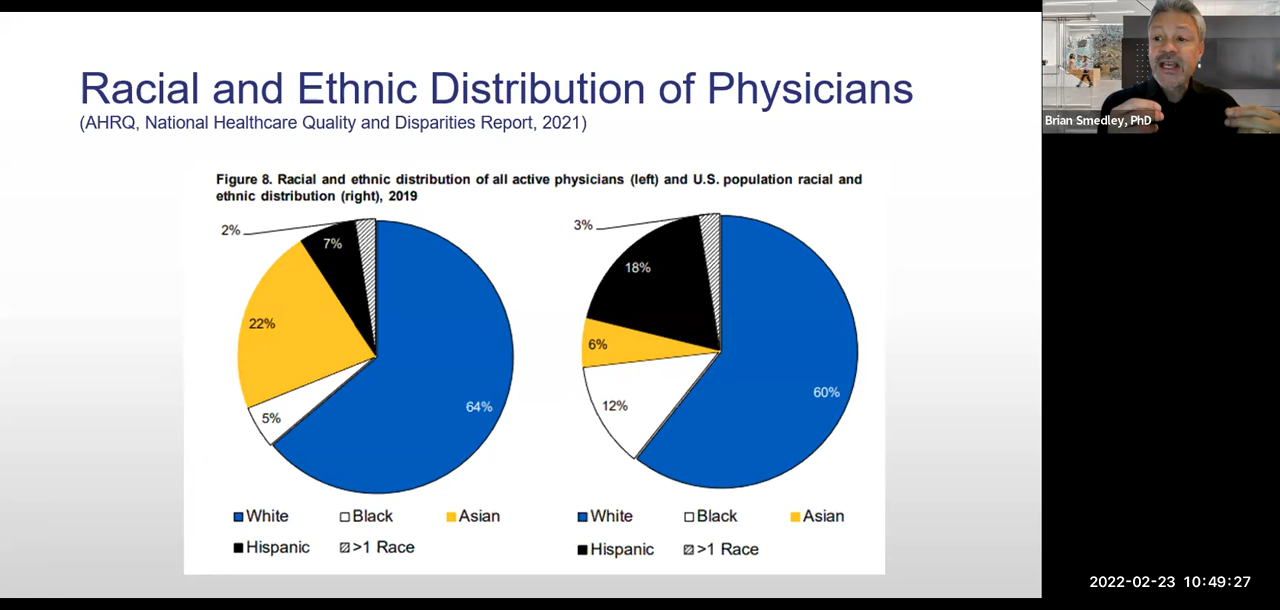 Racial and Ethnic Distribution of Physicians
(AHRQ, National Healthcare Quality and Disparities Report, 2021)
Brian Smedley, PhD
Figure 8. Racial and ethnic distribution of all active physicians (left) and U.S. population racial and
ethnic distribution (right), 2019
2%
7%
22%
5%
64%
3%
18%
6%
12%
60%
White
Black
Asian
Hispanic
>1 Race
White
Black
Asian
Hispanic
>1 Race
2022-02-23 10:49:27